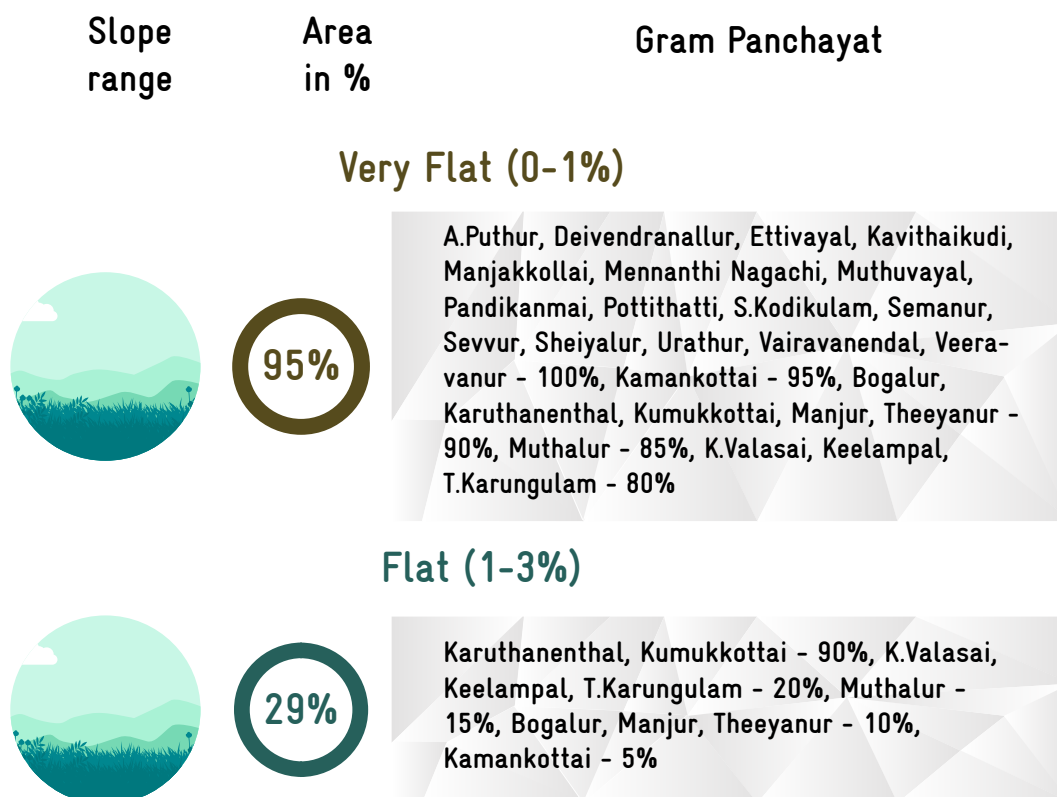 Slope
range
Area
in %
Gram Panchayat
Very Flat (0-1%)
95%
A.Puthur, Deivendranallur, Ettivayal, Kavithaikudi,
Manjakkollai, Mennanthi Nagachi, Muthuvayal,
Pandikanmai, Pottithatti, S.Kodikulam, Semanur,
Sevvur, Sheiyalur, Urathur, Vairavanendal, Veera-
vanur - 100%, Kamankottai - 95%, Bogalur,
Karuthanenthal, Kumukkottai, Manjur, Theeyanur -
90%, Muthalur - 85%, K.Valasai, Keelampal,
T.Karungulam - 80%
Flat (1-3%)
29%
Karuthanenthal, Kumukkottai - 90%, K.Valasai,
Keelampal, T.Karungulam - 20%, Muthalur -
15%, Bogalur, Manjur, Theeyanur - 10%,
Kamankottai - 5%